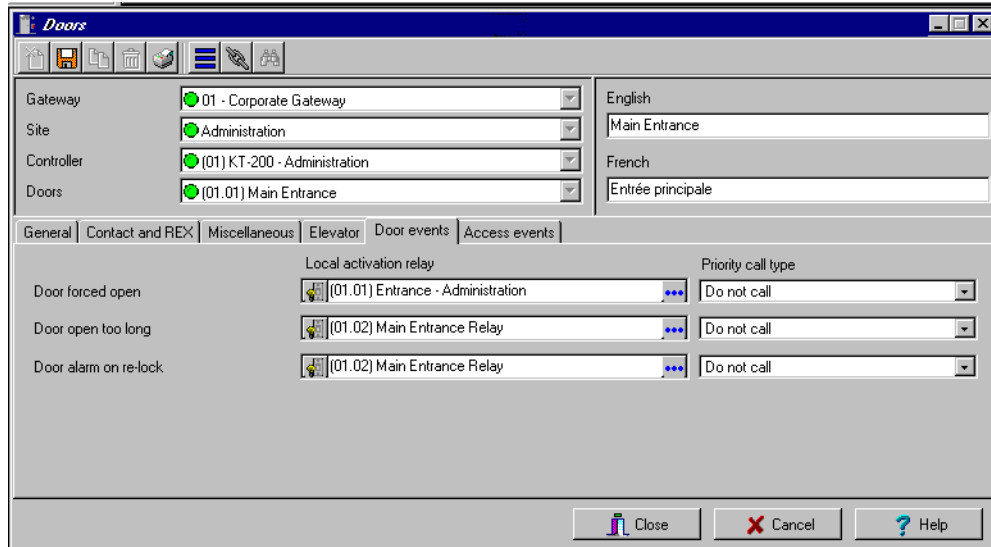 Doors
Gateway
01 - Corporate Gateway
Site
Administration
Controller
(01) KT-200 - Administration
Doors
(01.01) Main Entrance
English
Main Entrance
French
Entrée principale
General Contact and REX Miscellaneous Elevator Door events Access events
Local activation relay Priority call type
Door forced open (01.01) Entrance - Administration Do not call
Door open too long (01.02) Main Entrance Relay Do not call
Door alarm on re-lock (01.02) Main Entrance Relay Do not call
Close Cancel ? Help